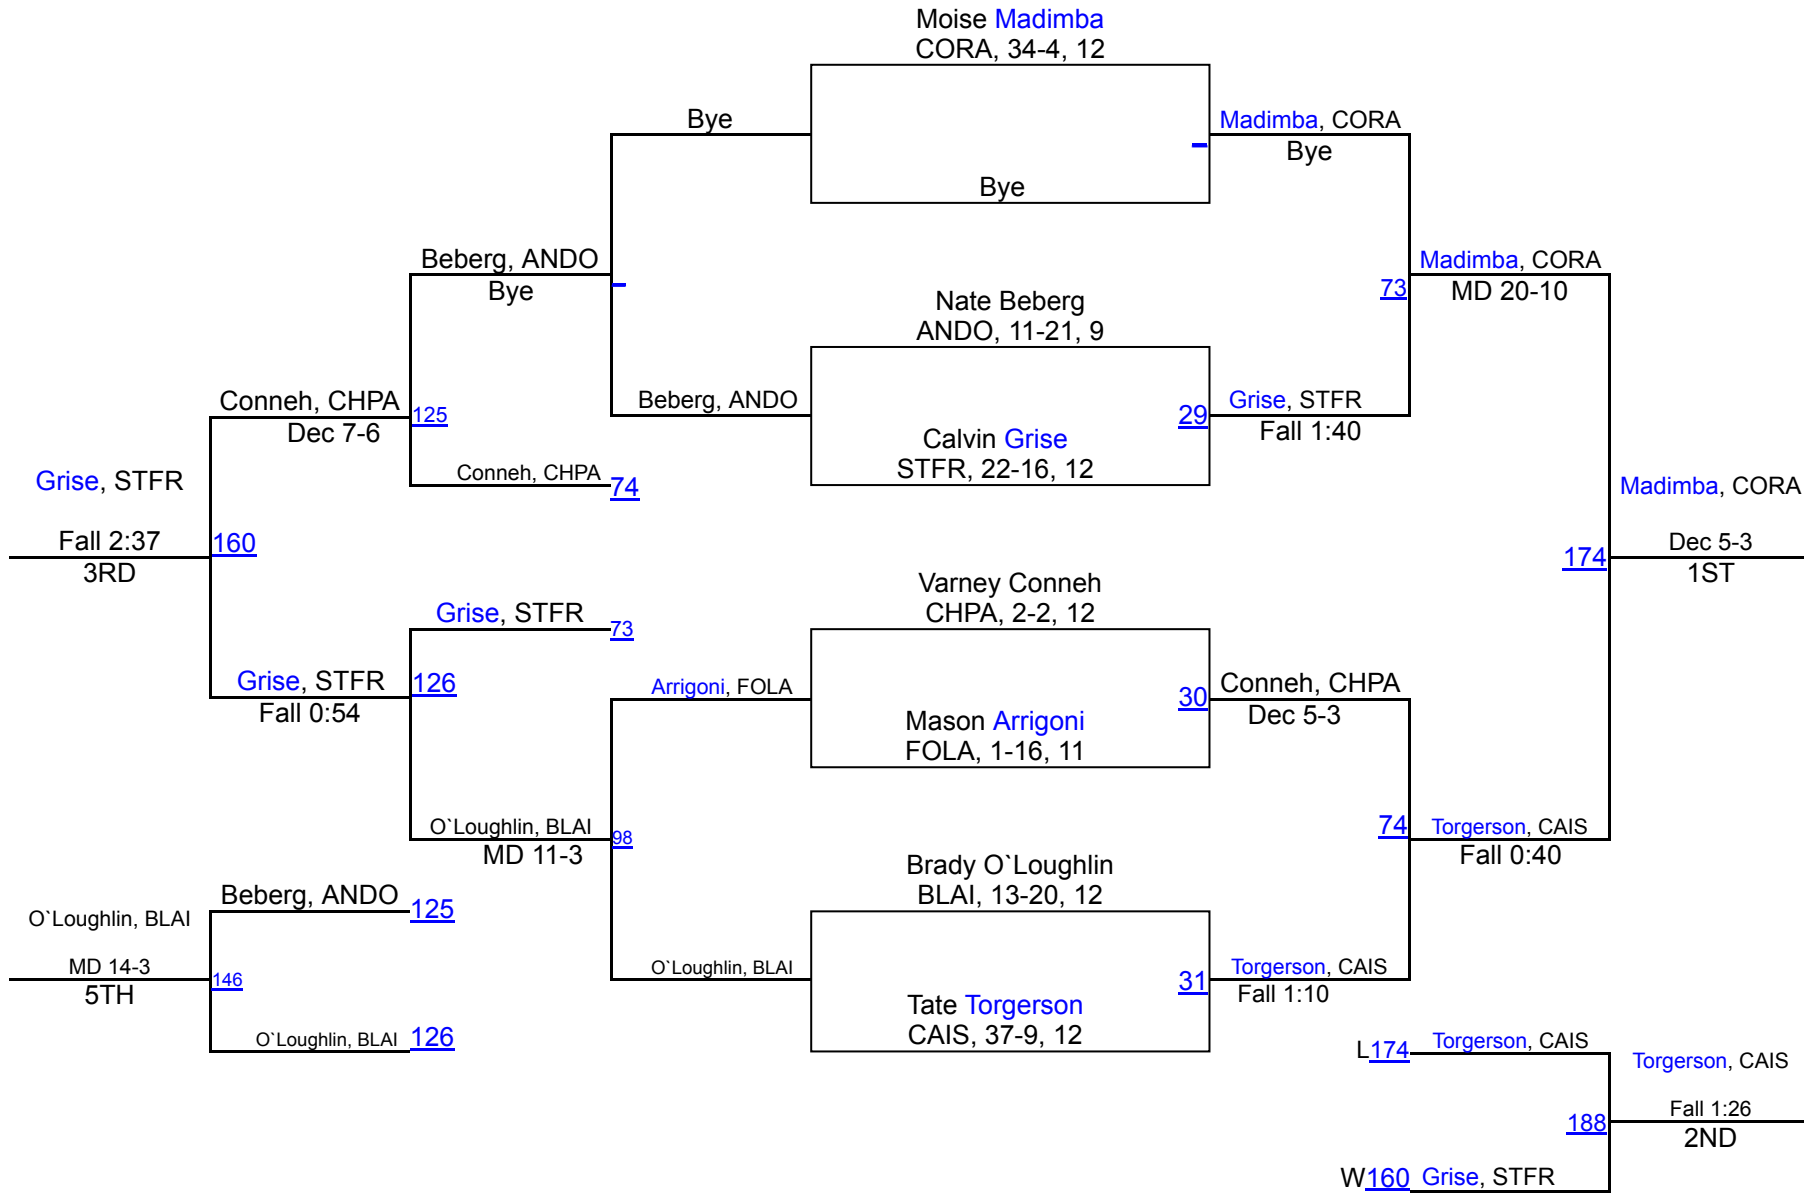 Moise Madimba
CORA, 34-4, 12
Bye
Madimba, CORA
Bye
Bye
Beberg, ANDO
Bye
Madimba, CORA
73
MD 20-10
Nate Beberg
ANDO, 11-21, 9
Conneh, CHPA
125
Dec 7-6
Beberg, ANDO
29
Grise, STFR
Fall 1:40
Calvin Grise
STFR, 22-16, 12
Conneh, CHPA
74
Grise, STFR
Madimba, CORA
Fall 2:37
160
3RD
174
Dec 5-3
1ST
Varney Conneh
CHPA, 2-2, 12
Grise, STFR
73
Grise, STFR
126
Fall 0:54
Arrigoni, FOLA
30
Conneh, CHPA
Dec 5-3
Mason Arrigoni
FOLA, 1-16, 11
O`Loughlin, BLAI
98
MD 11-3
74
Torgerson, CAIS
Fall 0:40
Brady O`Loughlin
BLAI, 13-20, 12
Beberg, ANDO
125
O`Loughlin, BLAI
MD 14-3
146
5TH
O`Loughlin, BLAI
31
Torgerson, CAIS
Fall 1:10
Tate Torgerson
CAIS, 37-9, 12
O`Loughlin, BLAI
126
L174
Torgerson, CAIS
Torgerson, CAIS
188
Fall 1:26
2ND
W160
Grise, STFR